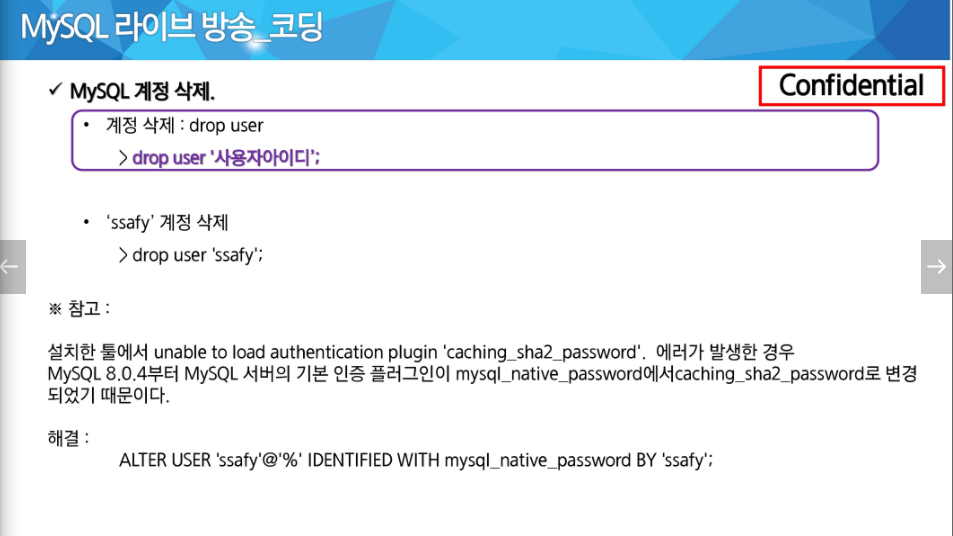 MySQL 라이브 방송_코딩
Confidential
✓ MySQL 계정 삭제.
• 계정 삭제 : drop user
> drop user '사용자아이디';
• ‘ssafy’ 계정 삭제
> drop user 'ssafy';
※ 참고 :
설치한 툴에서 unable to load authentication plugin 'caching_sha2_password'. 에러가 발생한 경우
MySQL 8.0.4부터 MySQL 서버의 기본 인증 플러그인이 mysql_native_password에서caching_sha2_password로 변경
되었기 때문이다.
해결 :
ALTER USER 'ssafy'@'%' IDENTIFIED WITH mysql_native_password BY 'ssafy';